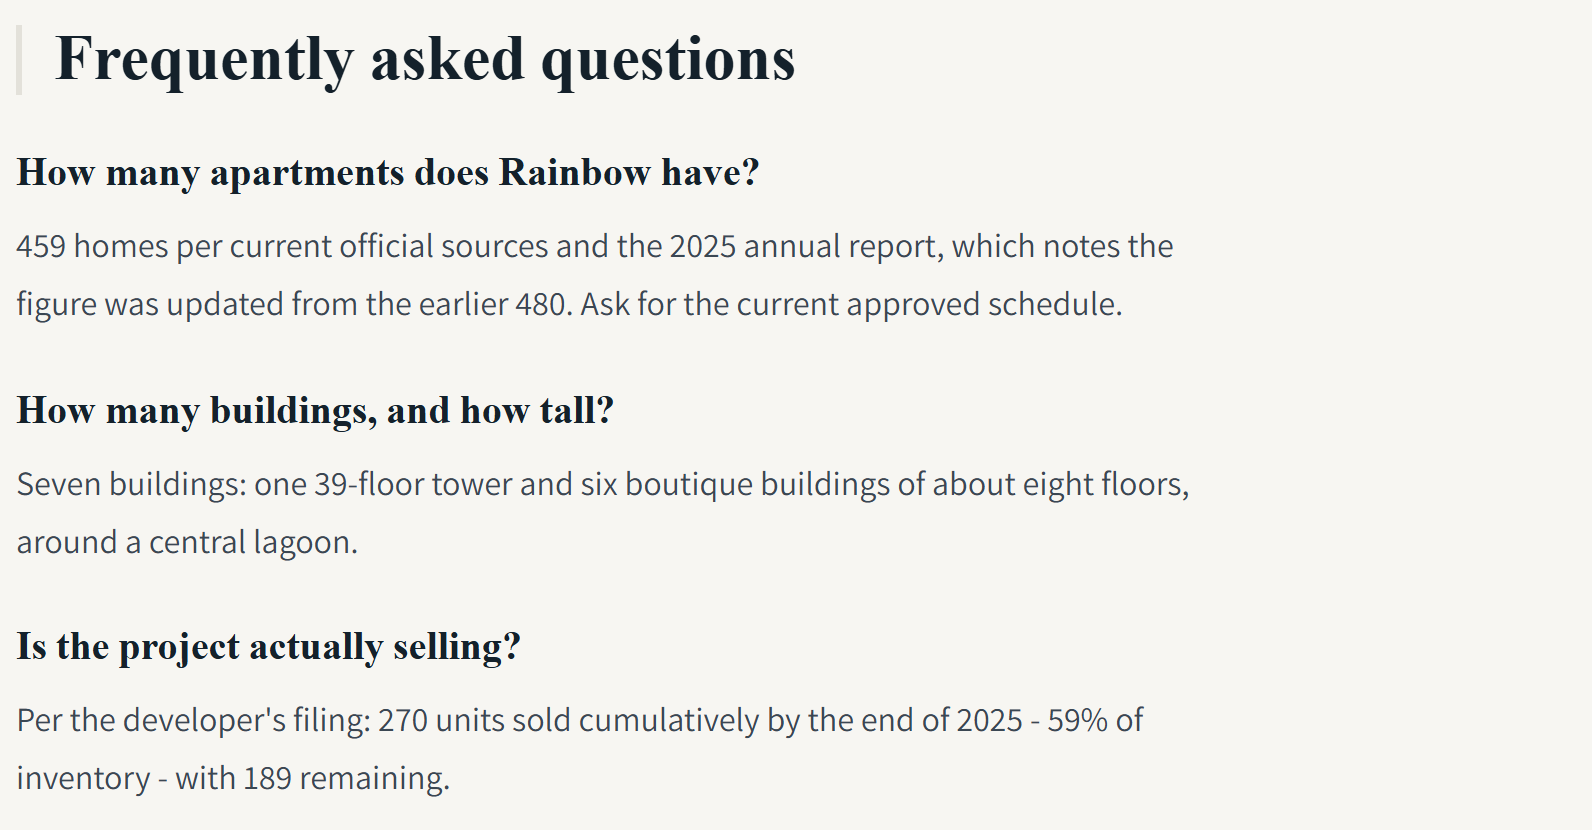 Frequently asked questions
How many apartments does Rainbow have?
459 homes per current official sources and the 2025 annual report, which notes the
figure was updated from the earlier 480. Ask for the current approved schedule.
How many buildings, and how tall?
Seven buildings: one 39-floor tower and six boutique buildings of about eight floors,
around a central lagoon.
Is the project actually selling?
Per the developer's filing: 270 units sold cumulatively by the end of 2025 - 59% of
inventory - with 189 remaining.